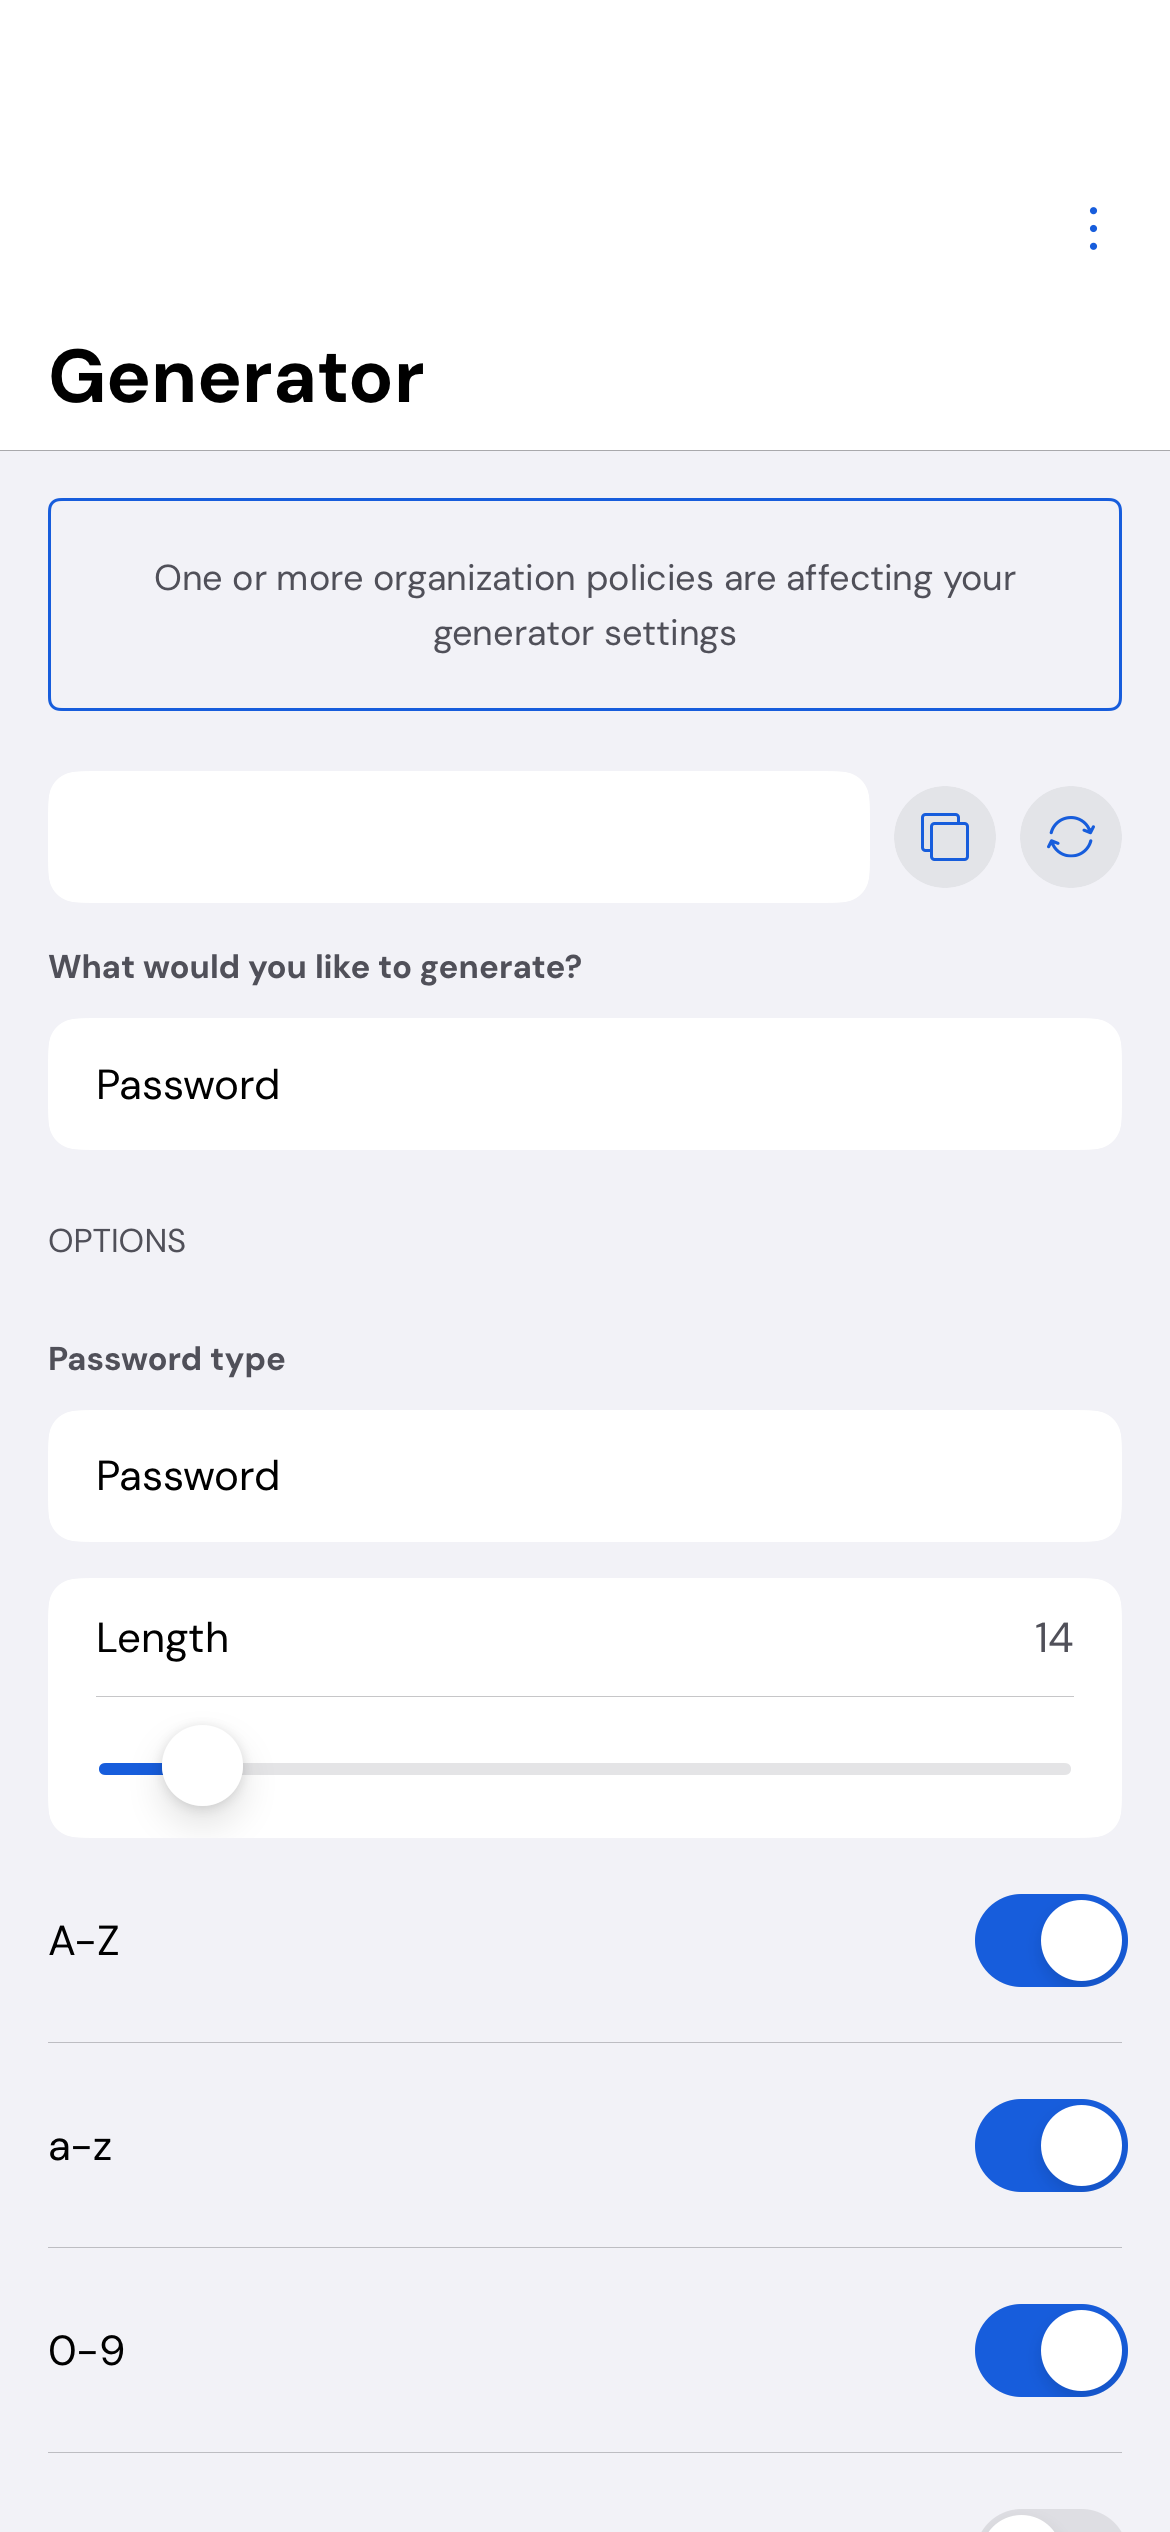 Generator
One or more organization policies are affecting your
generator settings
What would you like to generate?
Password
OPTIONS
Password type
Password
Length 14
A-Z
a-z
0-9